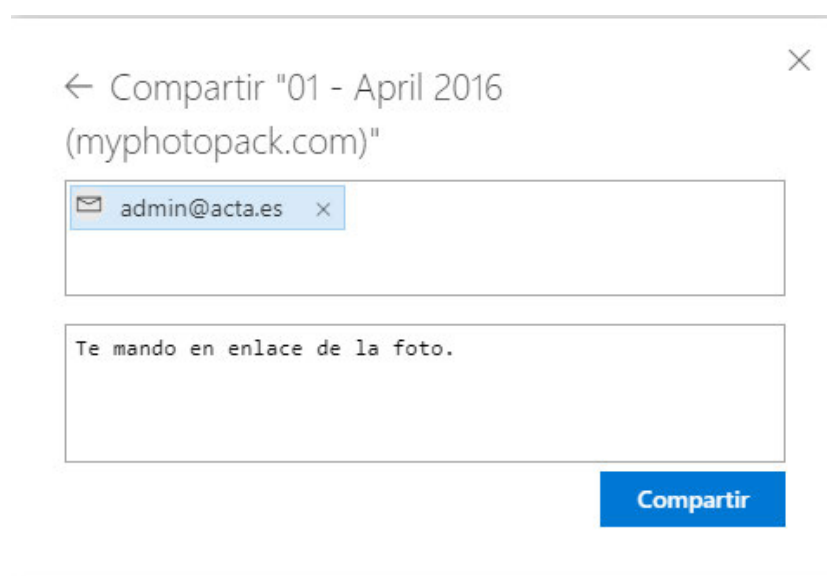 ← Compartir "01 - April 2016
(myphotopack.com)"
admin@acta.es ×
Te mando en enlace de la foto.
Compartir